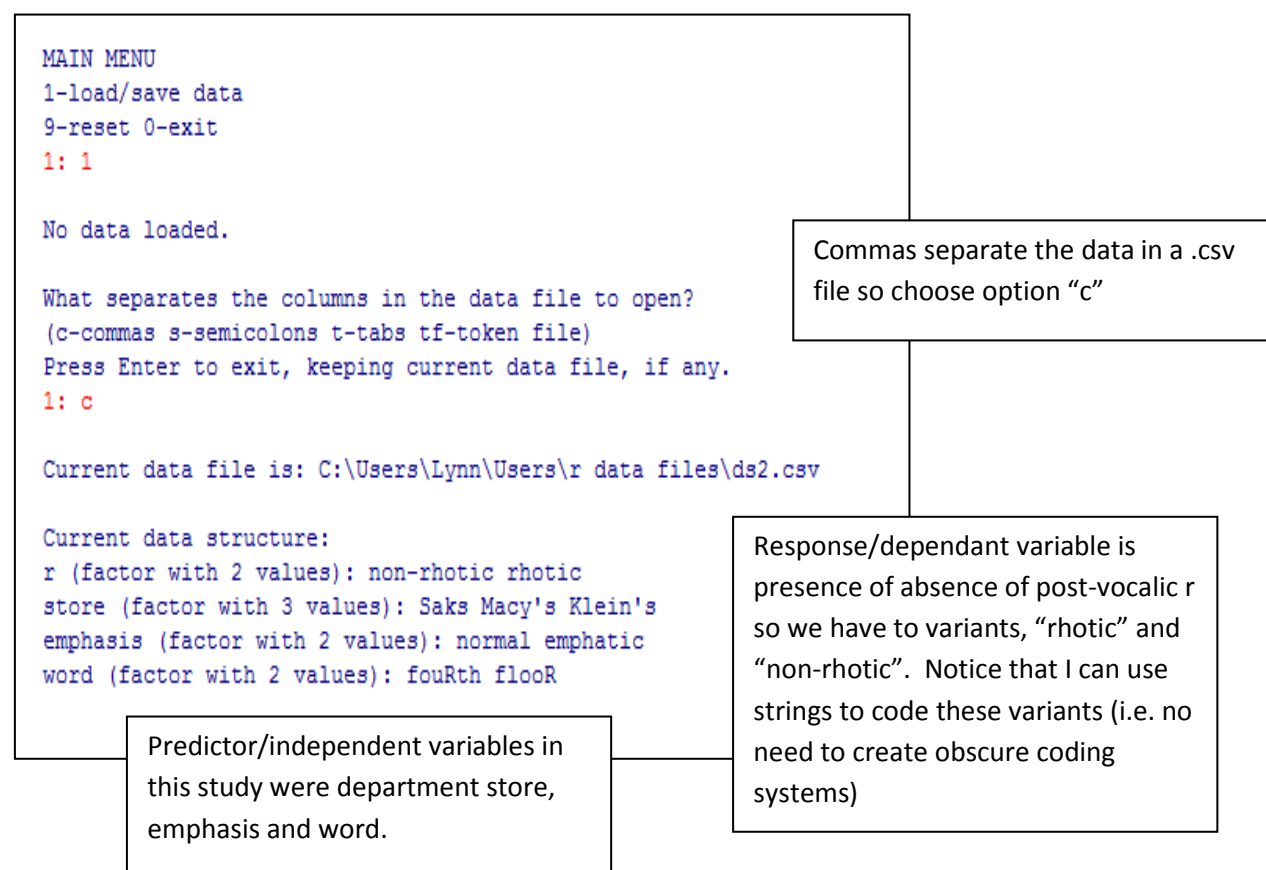 MAIN MENU
1-load/save data
9-reset 0-exit
1: 1
No data loaded.
What separates the columns in the data file to open?
(c-commas s-semicolons t-tabs tf-token file)
Press Enter to exit, keeping current data file, if any.
1: c
Commas separate the data in a .csv
file so choose option “c”
Current data file is: C:\Users\Lynn\Users\r data files\ds2.csv
Current data structure:
r (factor with 2 values): non-rhotic rhotic
store (factor with 3 values): Saks Macy's Klein's
emphasis (factor with 2 values): normal emphatic
word (factor with 2 values): fouRth flooR
Response/dependant variable is
presence of absence of post-vocalic r
so we have to variants, “rhotic” and
“non-rhotic”.  Notice that I can use
strings to code these variants (i.e. no
need to create obscure coding
systems)
Predictor/independent variables in
this study were department store,
emphasis and word.